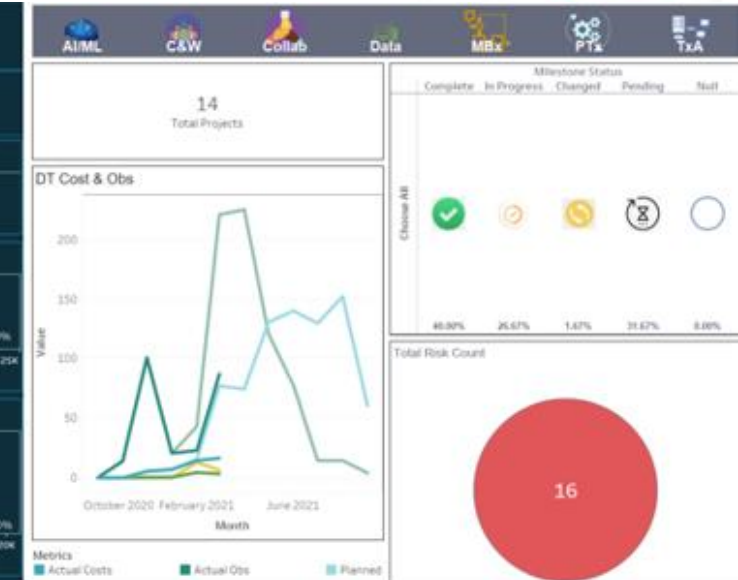 AI/ML C&W Collab Data MBx PTx TxA
14
Total Projects
Milestone Status
Complete In Progress Changed Pending Null
Choose All
40.00% 26.67% 1.67% 31.67% 0.00%
DT Cost & Obs
200
150
100
50
0
Value
October 2020 February 2021 June 2021
Month
Metrics
Actual Costs Actual Obs Planned
Total Risk Count
16
25K